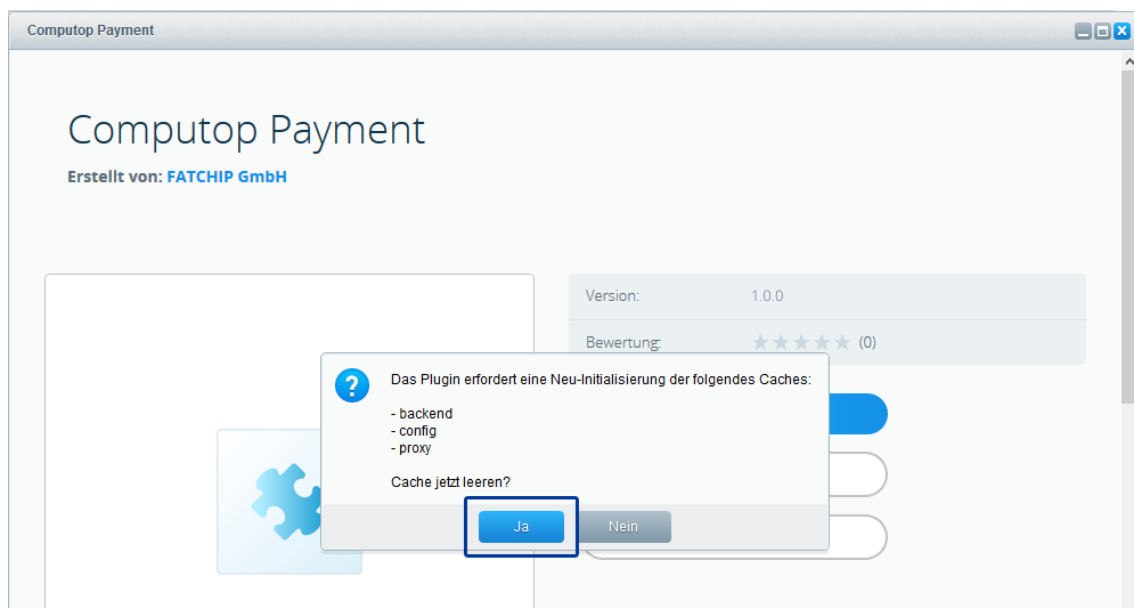 Computop Payment
Computop Payment
Erstellt von: FATCHIP GmbH
Version: 1.0.0
Bewertung: (0)
Das Plugin erfordert eine Neu-Initialisierung der folgendes Caches:
- backend
- config
- proxy
Cache jetzt leeren?
Ja Nein